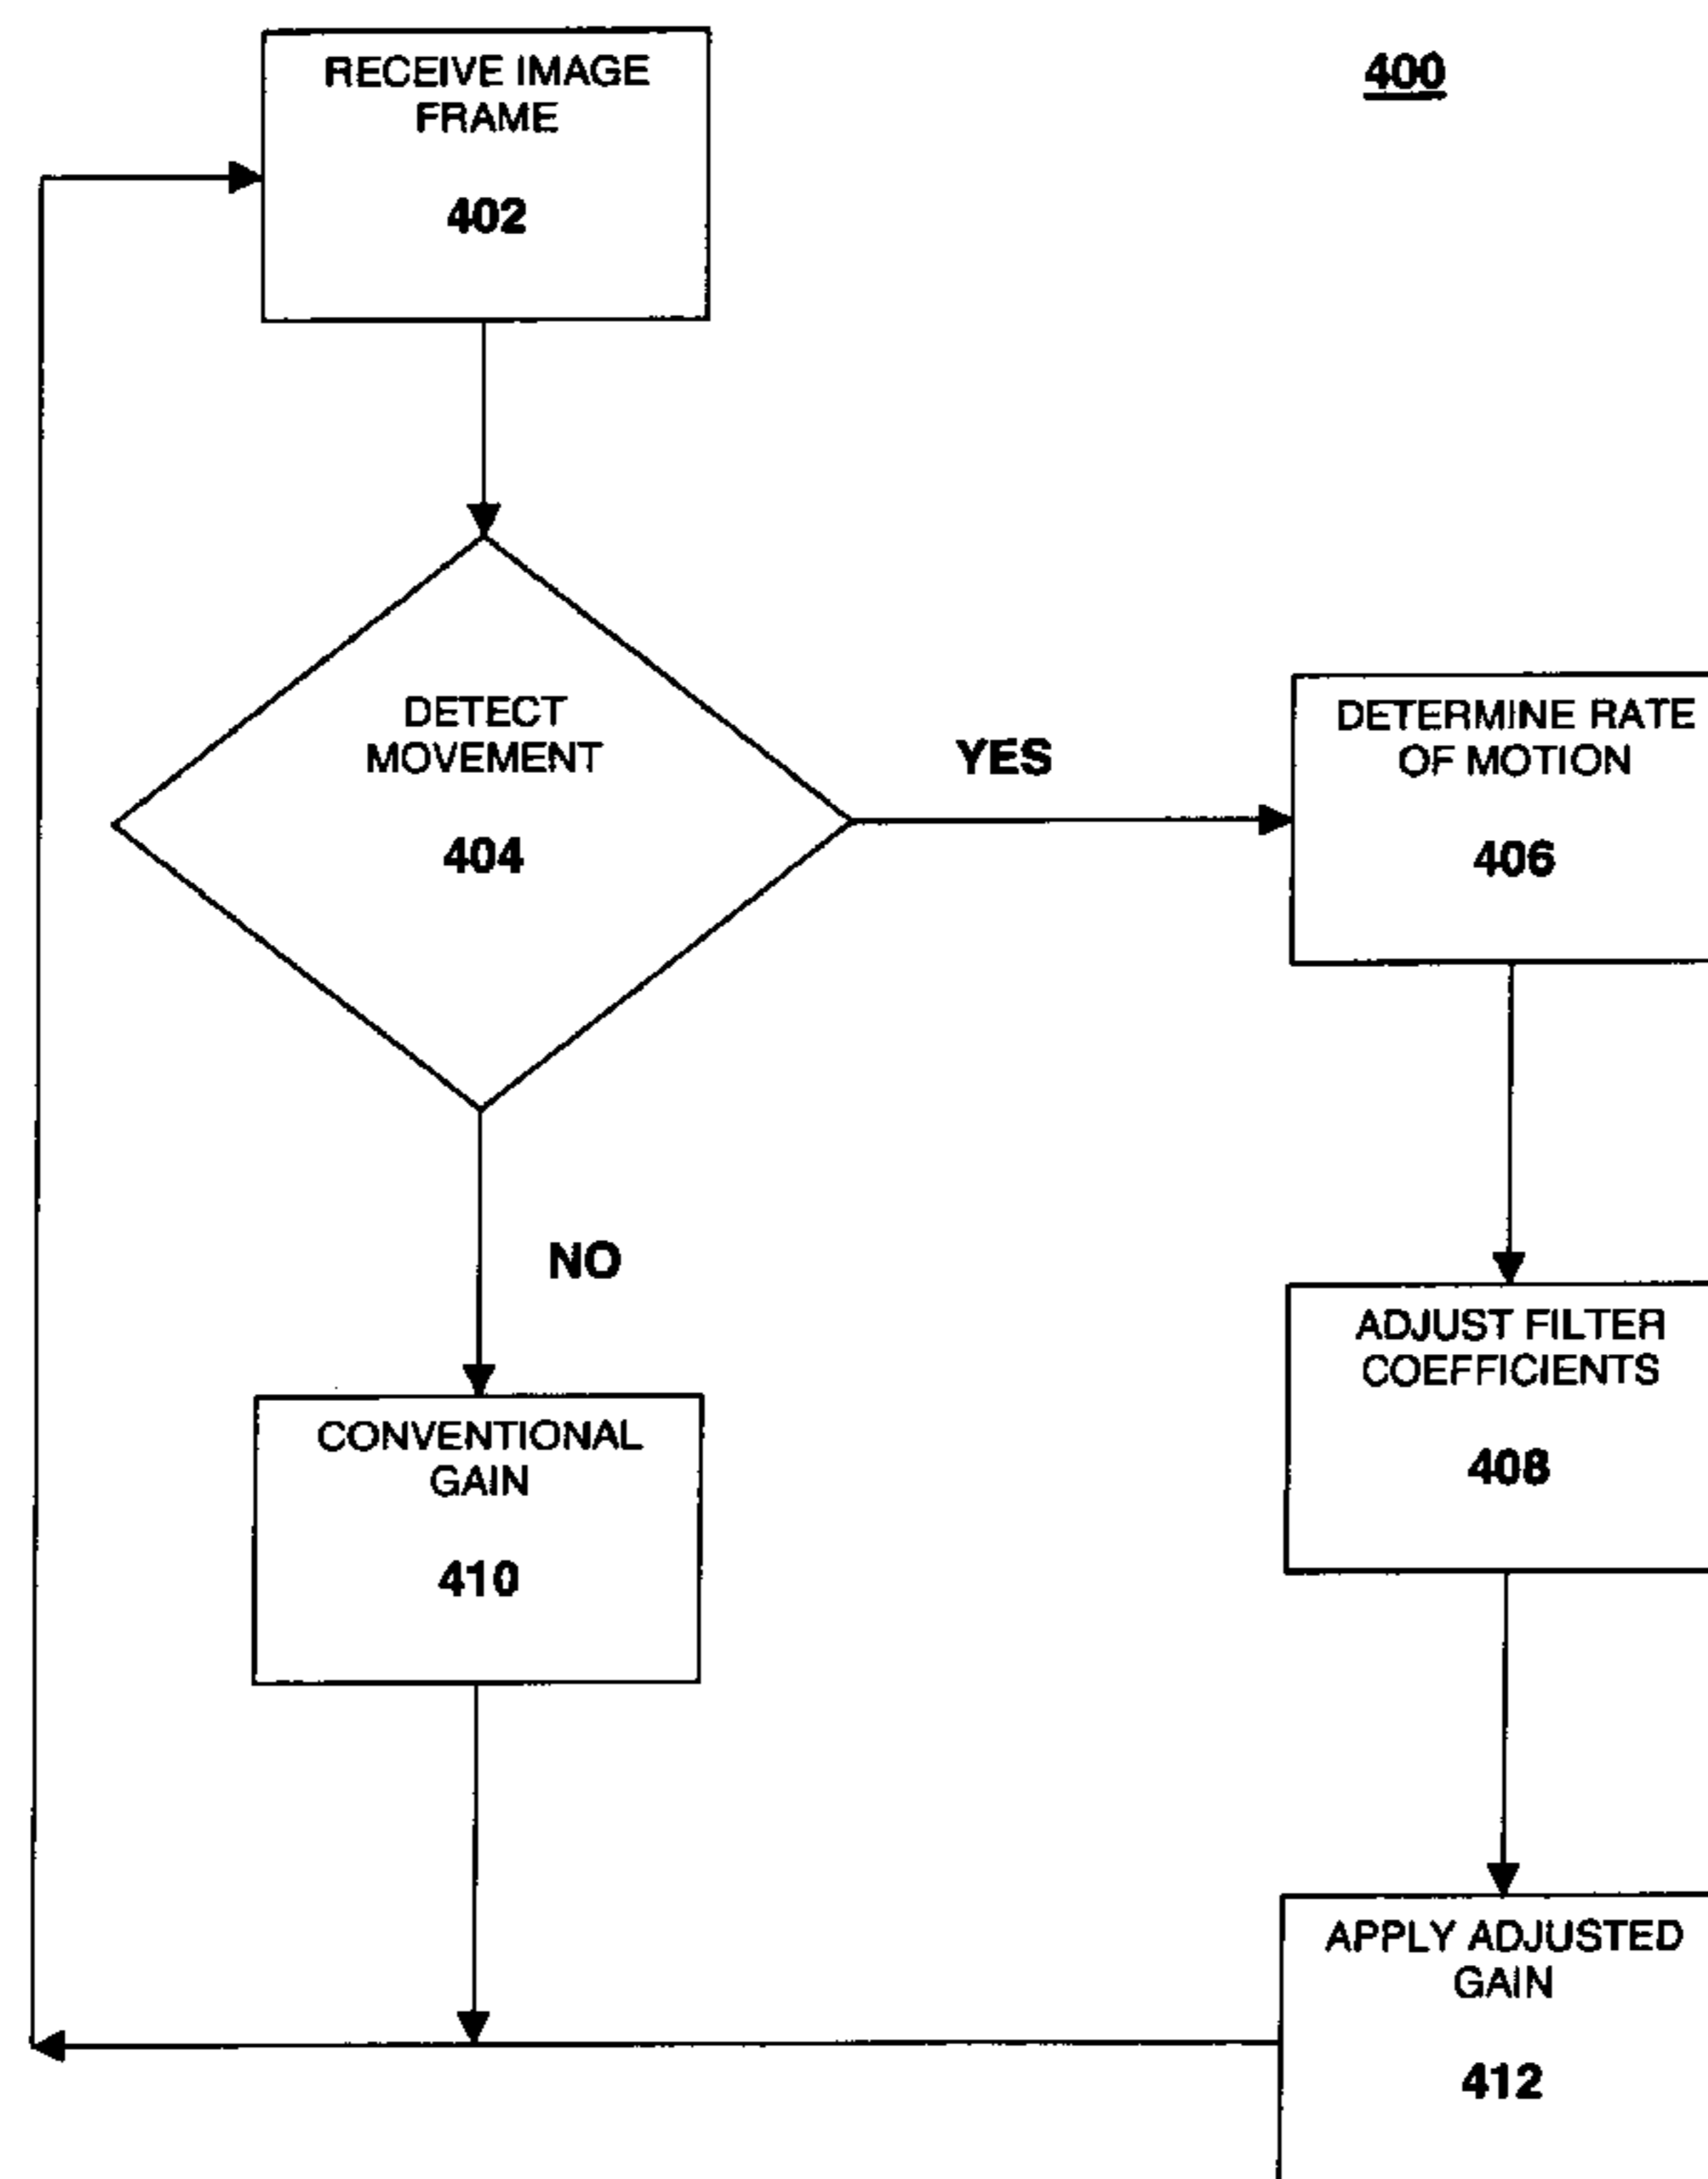 400
RECEIVE IMAGE
FRAME
402
DETECT
MOVEMENT
404
YES
DETERMINE RATE
OF MOTION
406
NO
ADJUST FILTER
COEFFICIENTS
408
CONVENTIONAL
GAIN
410
APPLY ADJUSTED
GAIN
412